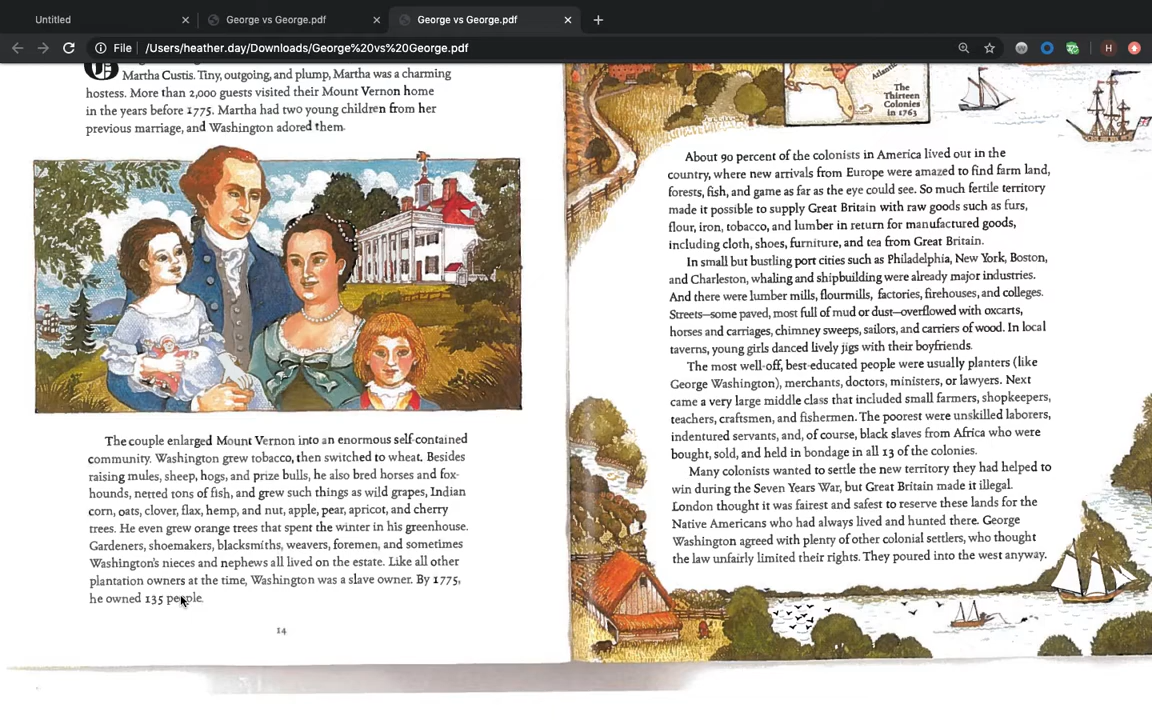 Untitled
George vs George.pdf
George vs George.pdf
File
/Users/heather.day/Downloads/George%20vs%20George.pdf
H
Martha Custis. Tiny, outgoing, and plump, Martha was a charming
hostess. More than 2,000 guests visited their Mount Vernon home
in the years before 1775. Martha had two young children from her
previous marriage, and Washington adored them.
The couple enlarged Mount Vernon into an enormous self-contained
community. Washington grew tobacco, then switched to wheat. Besides
raising mules, sheep, hogs, and prize bulls, he also bred horses and fox-
hounds, netted tons of fish, and grew such things as wild grapes, Indian
corn, oats, clover, flax, hemp, and nut, apple, pear, apricot, and cherry
trees. He even grew orange trees that spent the winter in his greenhouse.
Gardeners, shoemakers, blacksmiths, weavers, foremen, and sometimes
Washington's nieces and nephews all lived on the estate. Like all other
plantation owners at the time, Washington was a slave owner. By 1775,
he owned 135 people.
14
Atlantic
The
Thirteen
Colonies
in 1763
About 90 percent of the colonists in America lived out in the
country, where new arrivals from Europe were amazed to find farm land,
forests, fish, and game as far as the eye could see. So much fertile territory
made it possible to supply Great Britain with raw goods such as furs,
flour, iron, tobacco, and lumber in return for manufactured goods,
including cloth, shoes, furniture, and tea from Great Britain.
In small but bustling port cities such as Philadelphia, New York, Boston,
and Charleston, whaling and shipbuilding were already major industries.
And there were lumber mills, flourmills, factories, firehouses, and colleges.
Streets—some paved, most full of mud or dust—overflowed with oxcarts,
horses and carriages, chimney sweeps, sailors, and carriers of wood. In local
taverns, young girls danced lively jigs with their boyfriends.
The most well-off, best-educated people were usually planters (like
George Washington), merchants, doctors, ministers, or lawyers. Next
came a very large middle class that included small farmers, shopkeepers,
teachers, craftsmen, and fishermen. The poorest were unskilled laborers,
indentured servants, and, of course, black slaves from Africa who were
bought, sold, and held in bondage in all 13 of the colonies.
Many colonists wanted to settle the new territory they had helped to
win during the Seven Years War, but Great Britain made it illegal.
London thought it was fairest and safest to reserve these lands for the
Native Americans who had always lived and hunted there. George
Washington agreed with plenty of other colonial settlers, who thought
the law unfairly limited their rights. They poured into the west anyway.